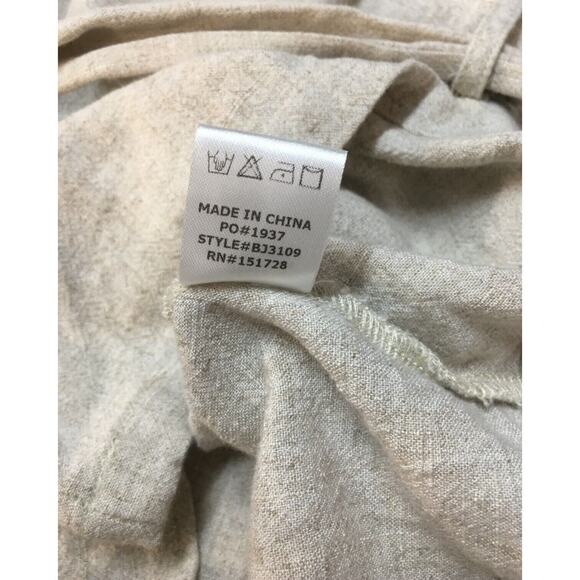 MADE IN CHINA
PO#1937
STYLE#BJ3109
RN#151728